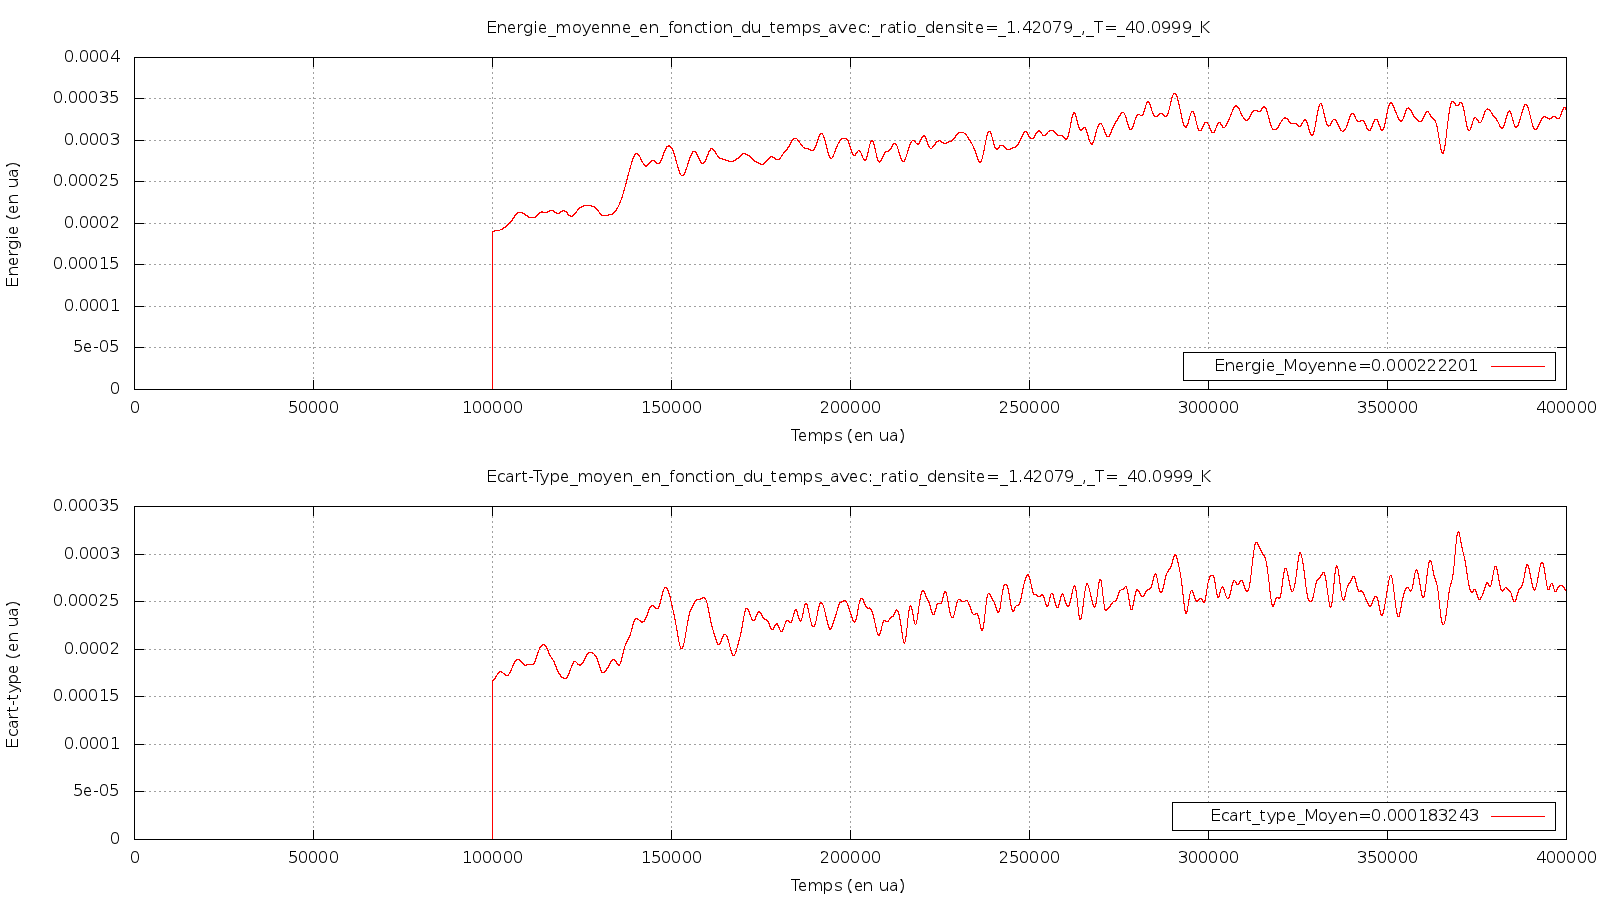 Energie_moyenne_en_fonction_du_temps_avec:_ratio_densite=_1.42079_,_T=_40.0999_K
0.0004
0.00035
0.0003
0.00025
0.0002
0.00015
0.0001
5e-05
0
Energie (en ua)
Energie_Moyenne=0.000222201
0 50000 100000 150000 200000 250000 300000 350000 400000
Temps (en ua)
Ecart-Type_moyen_en_fonction_du_temps_avec:_ratio_densite=_1.42079_,_T=_40.0999_K
0.00035
0.0003
0.00025
0.0002
0.00015
0.0001
5e-05
0
Ecart-type (en ua)
Ecart_type_Moyen=0.000183243
0 50000 100000 150000 200000 250000 300000 350000 400000
Temps (en ua)